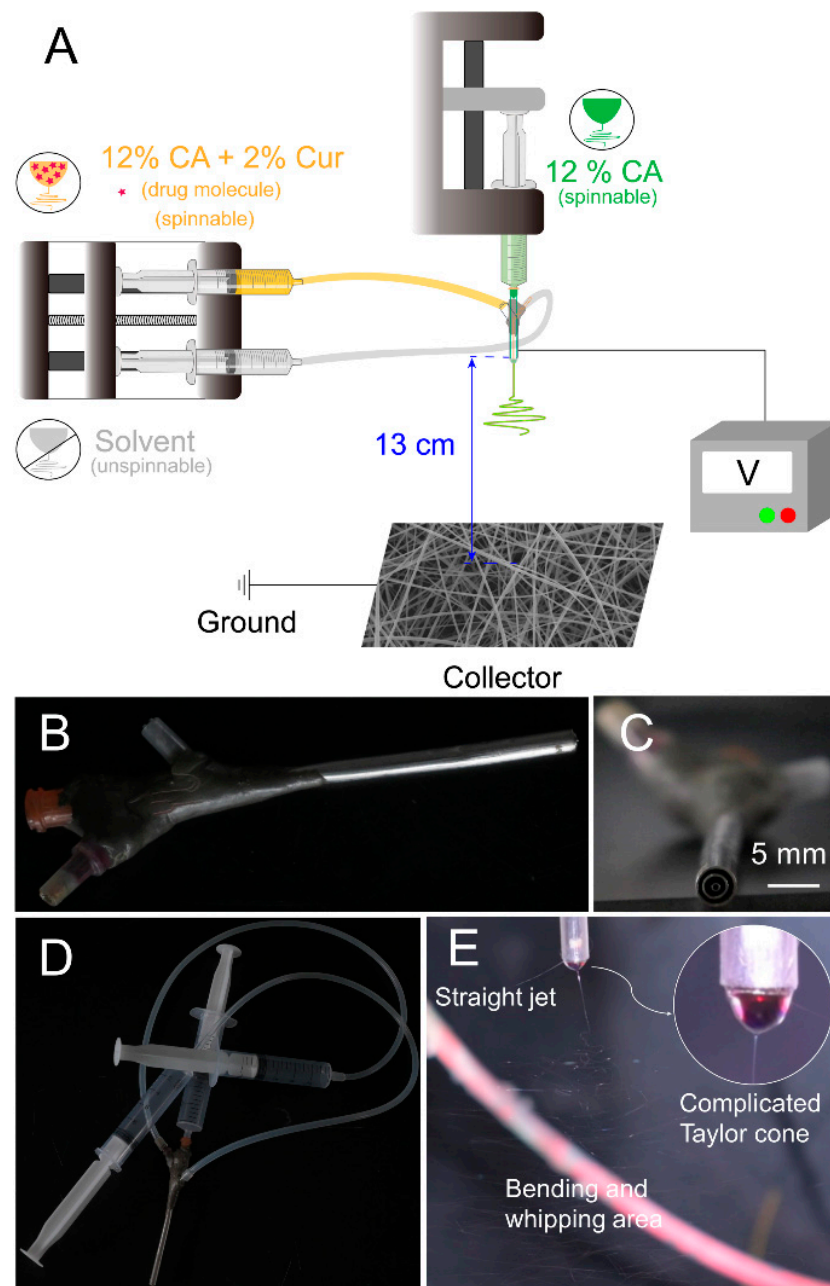 A
12% CA + 2% Cur
(drug molecule)
(spinnable)
12 % CA
(spinnable)
Solvent
(unspinnable)
13 cm
V
Ground
Collector
B
C
5 mm
D
E
Straight jet
Complicated
Taylor cone
Bending and
whipping area